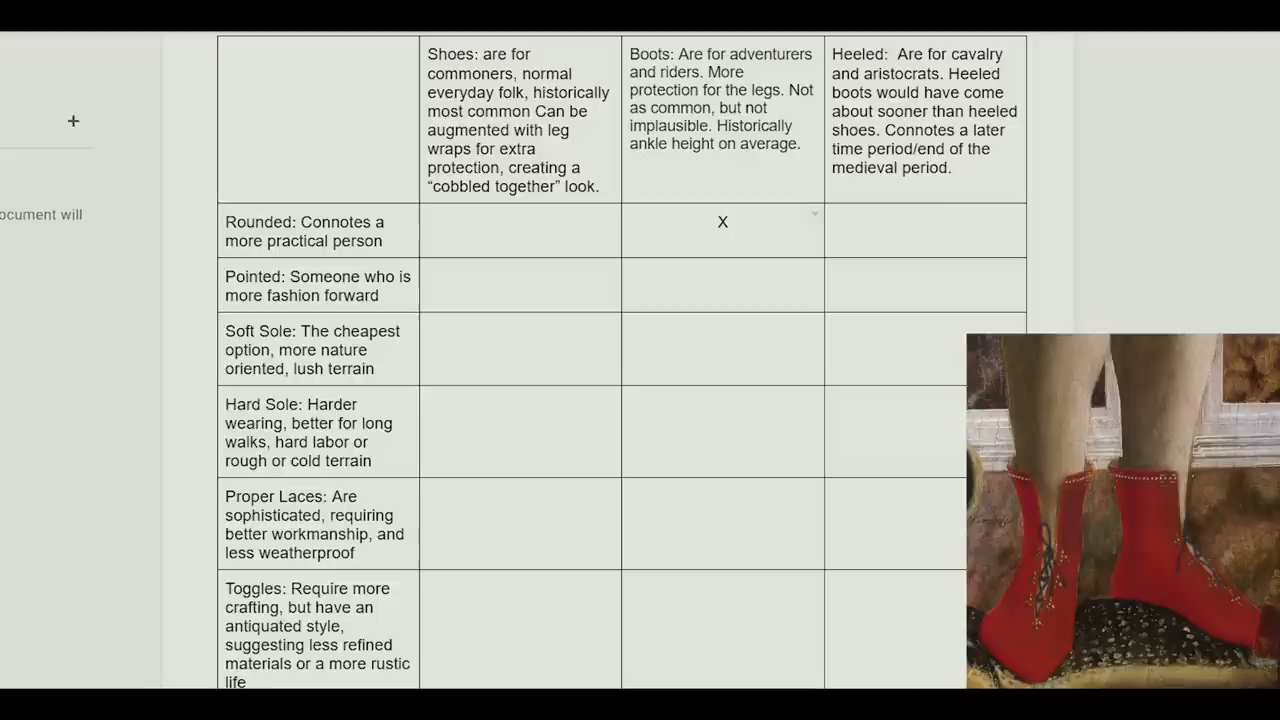 Shoes: are for
commoners, normal
everyday folk, historically
most common Can be
augmented with leg
wraps for extra
protection, creating a
“cobbled together” look.
Boots: Are for adventurers
and riders. More
protection for the legs. Not
as common, but not
implausible. Historically
ankle height on average.
Heeled:  Are for cavalry
and aristocrats. Heeled
boots would have come
about sooner than heeled
shoes. Connotes a later
time period/end of the
medieval period.
+
ocument will
Rounded: Connotes a
more practical person
X
Pointed: Someone who is
more fashion forward
Soft Sole: The cheapest
option, more nature
oriented, lush terrain
Hard Sole: Harder
wearing, better for long
walks, hard labor or
rough or cold terrain
Proper Laces: Are
sophisticated, requiring
better workmanship, and
less weatherproof
Toggles: Require more
crafting, but have an
antiquated style,
suggesting less refined
materials or a more rustic
life